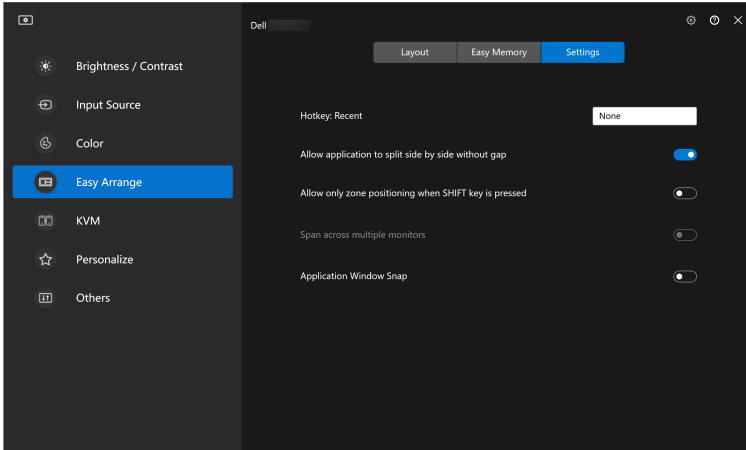 Dell
Layout
Easy Memory
Settings
Brightness / Contrast
Input Source
Color
Easy Arrange
KVM
Personalize
Others
Hotkey: Recent
None
Allow application to split side by side without gap
Allow only zone positioning when SHIFT key is pressed
Span across multiple monitors
Application Window Snap